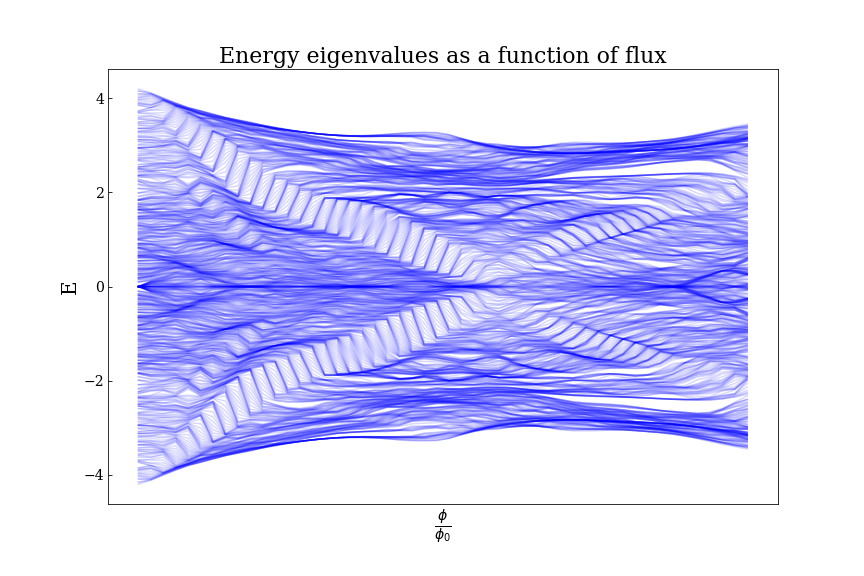 Energy eigenvalues as a function of flux
4
2
0
−2
−4
E
ϕ
ϕ0